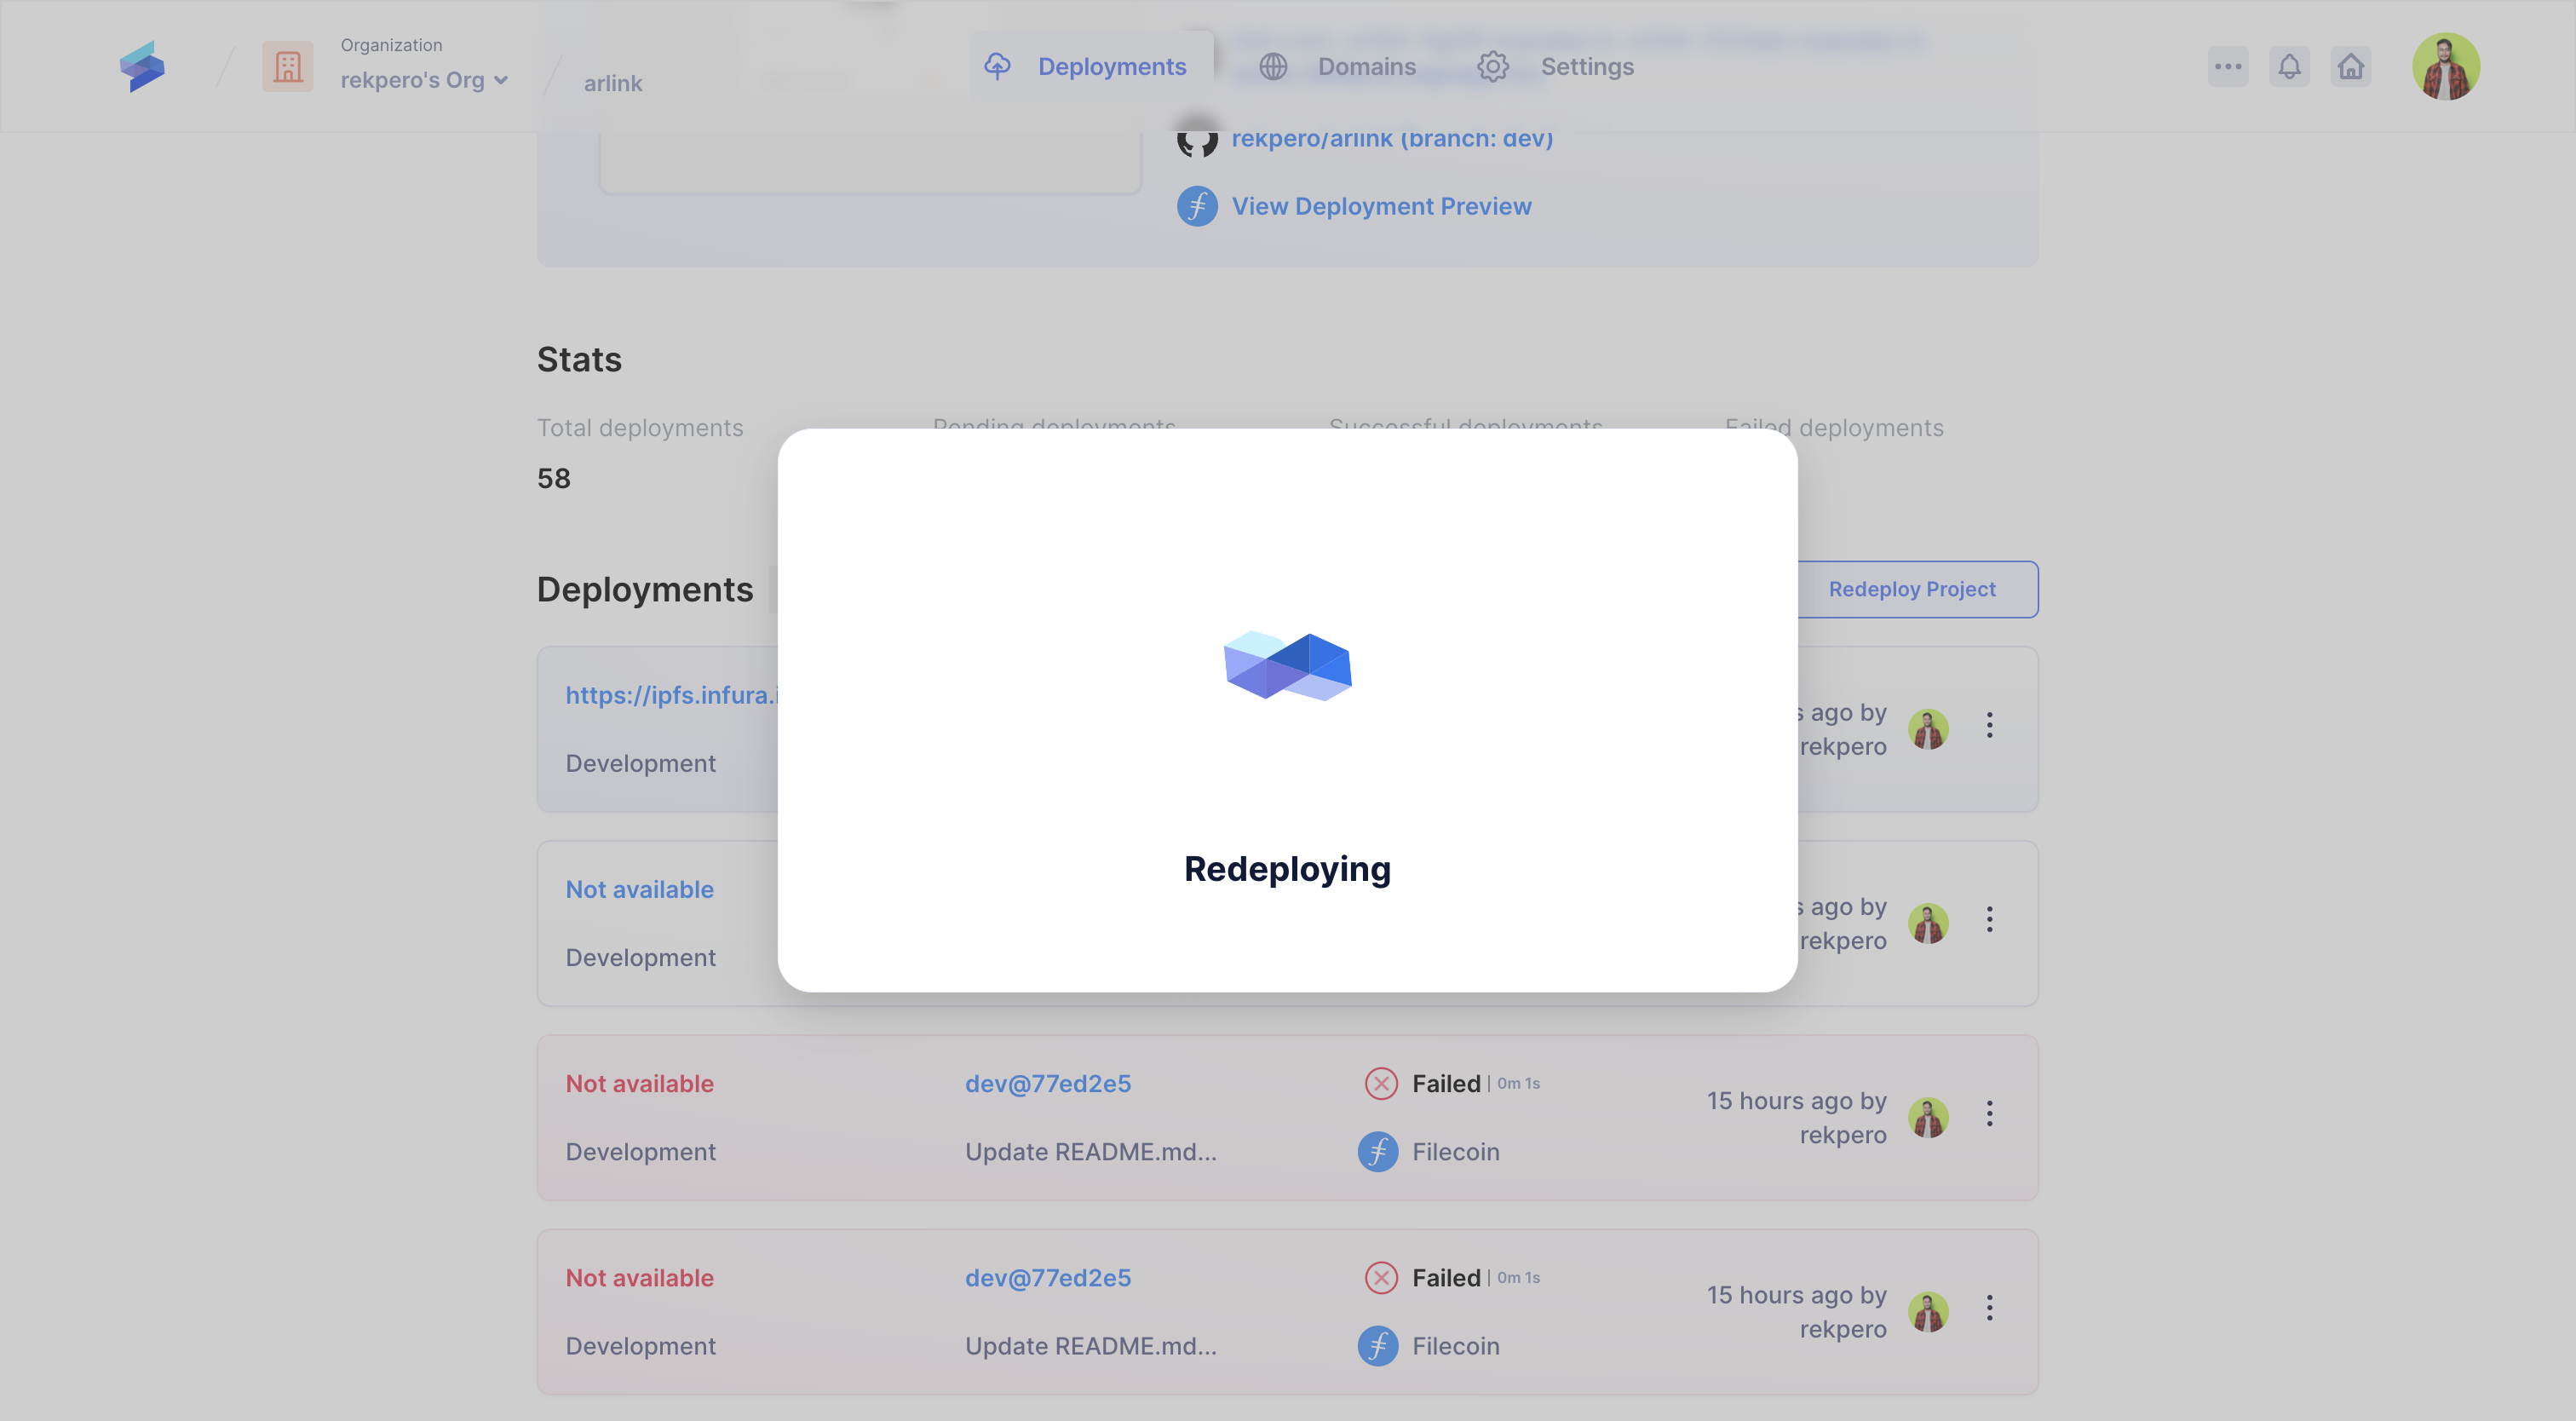 Organization
rekpero's Org
arlink
Deployments
Domains
Settings
rekpero/arlink (branch: dev)
View Deployment Preview
Stats
Total deployments
Pending deployments
Successful deployments
Failed deployments
58
Deployments
Redeploy Project
https://ipfs.infura.i
Development
s ago by
rekpero
Redeploying
Not available
Development
s ago by
rekpero
Not available
dev@77ed2e5
Failed | 0m 1s
15 hours ago by
rekpero
Development
Update README.md...
Filecoin
Not available
dev@77ed2e5
Failed | 0m 1s
15 hours ago by
rekpero
Development
Update README.md...
Filecoin